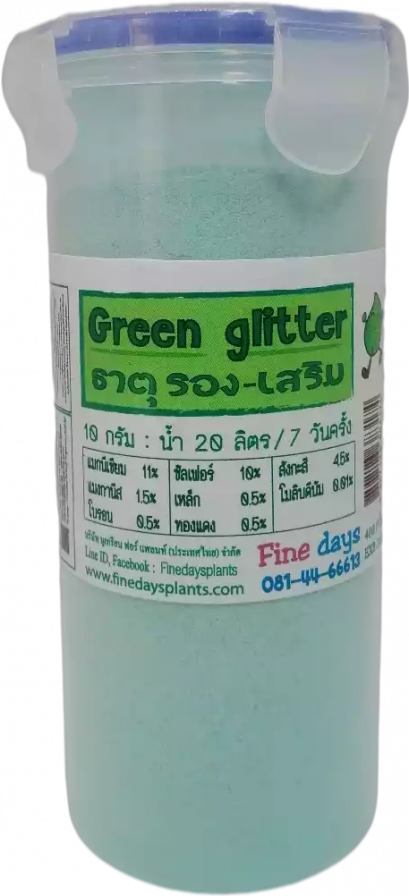 Green glitter
ธาตุ รอง-เสริม
10 กรัม : น้ำ 20 ลิตร/7 วันครั้ง
แมกนีเซียม 11% ซัลเฟอร์ 10% สังกะสี 4.5%
แมงกานีส 1.5% เหล็ก 0.5% โมลิบดีนัม 0.01%
โบรอน 0.5% ทองแดง 0.5%
บริษัท นูทรีชน ฟอร์ แพลนท์ (ประเทศไทย) จำกัด
Line ID, Facebook : Finedaysplants
www.finedaysplants.com
Fine days
081-44-66613